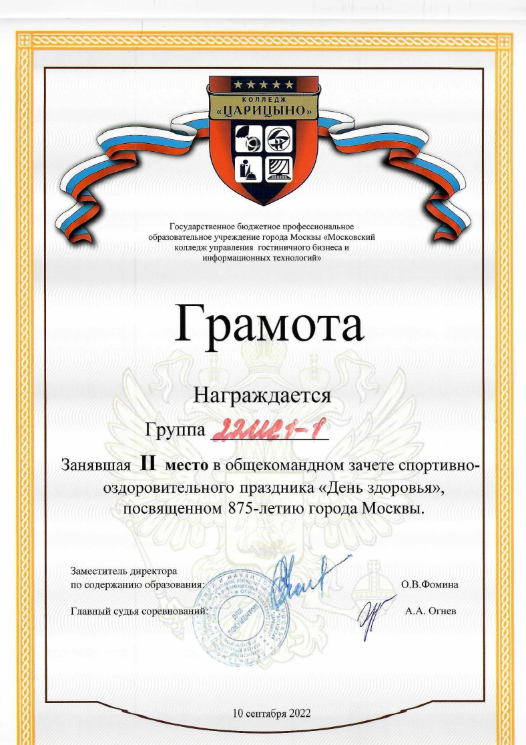 КОЛЛЕДЖ
«ЦАРИЦЫНО»
Государственное бюджетное профессиональное
образовательное учреждение города Москвы «Московский
колледж управления гостиничного бизнеса и
информационных технологий»
Грамота
Награждается
Группа 22ИС1-1
Занявшая II место в общекомандном зачете спортивно-
оздоровительного праздника «День здоровья»,
посвященном 875-летию города Москвы.
Заместитель директора
по содержанию образования:
О.В.Фомина
Главный судья соревнований:
А.А. Огнев
ДЛЯ
ДОКУМЕНТОВ
10 сентября 2022